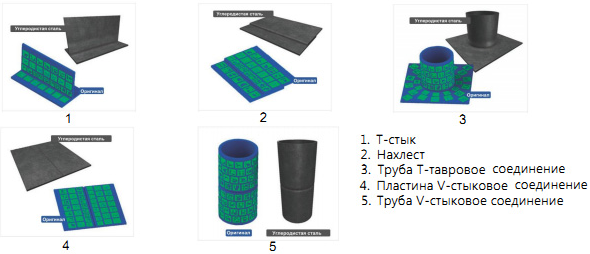 Углеродистая сталь
Оригинал
1
Углеродистая сталь
Оригинал
2
Углеродистая сталь
Оригинал
3
Углеродистая сталь
Оригинал
4
Оригинал
Углеродистая сталь
5
1. Т-стык
2. Нахлест
3. Труба Т-тавровое соединение
4. Пластина V-стыковое соединение
5. Труба V-стыковое соединение